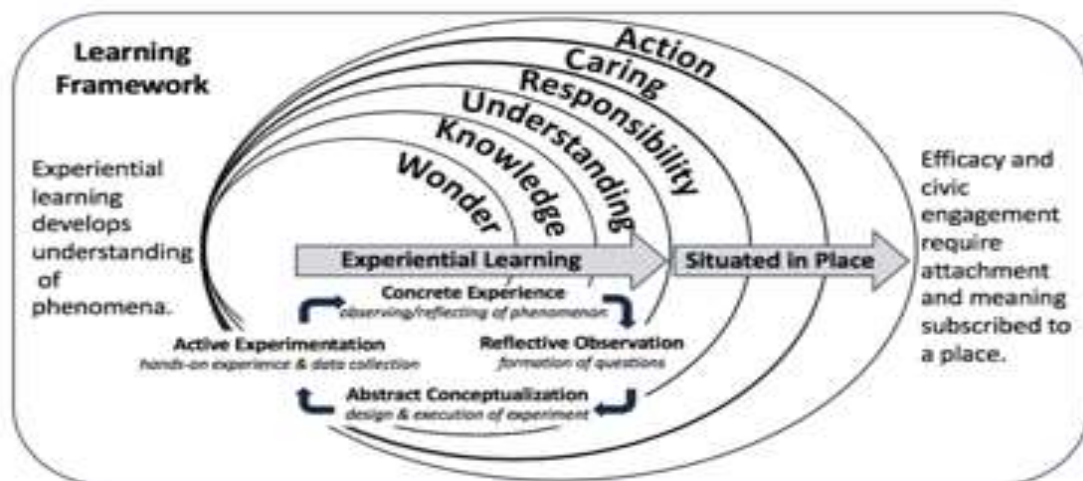 Learning
Framework
Experiential
learning
develops
understanding
of
phenomena.
Action
Caring
Responsibility
Understanding
Knowledge
Wonder
Experiential Learning
Situated in Place
Concrete Experience
observing/reflecting of phenomenon
Active Experimentation
hands-on experience & data collection
Reflective Observation
formation of questions
Abstract Conceptualization
design & execution of experiment
Efficacy and
civic
engagement
require
attachment
and meaning
subscribed to
a place.